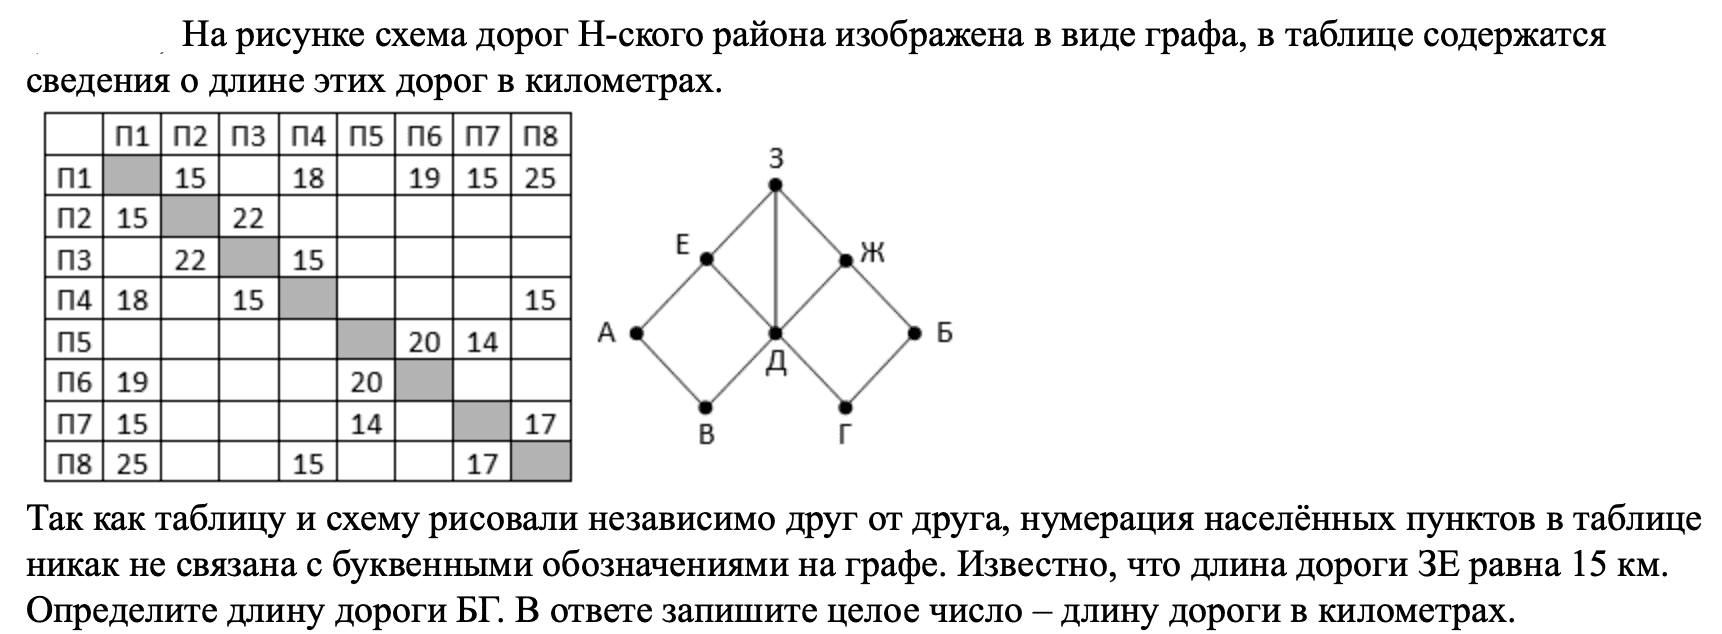 На рисунке схема дорог Н-ского района изображена в виде графа, в таблице содержатся
сведения о длине этих дорог в километрах.
П1 П2 П3 П4 П5 П6 П7 П8
П1 15 18 19 15 25
П2 15 22
П3 22 15
П4 18 15 15
П5 20 14
П6 19 20
П7 15 14 17
П8 25 15 17
З
Е Ж
А Б
Д
В Г
Так как таблицу и схему рисовали независимо друг от друга, нумерация населённых пунктов в таблице
никак не связана с буквенными обозначениями на графе. Известно, что длина дороги ЗЕ равна 15 км.
Определите длину дороги БГ. В ответе запишите целое число – длину дороги в километрах.